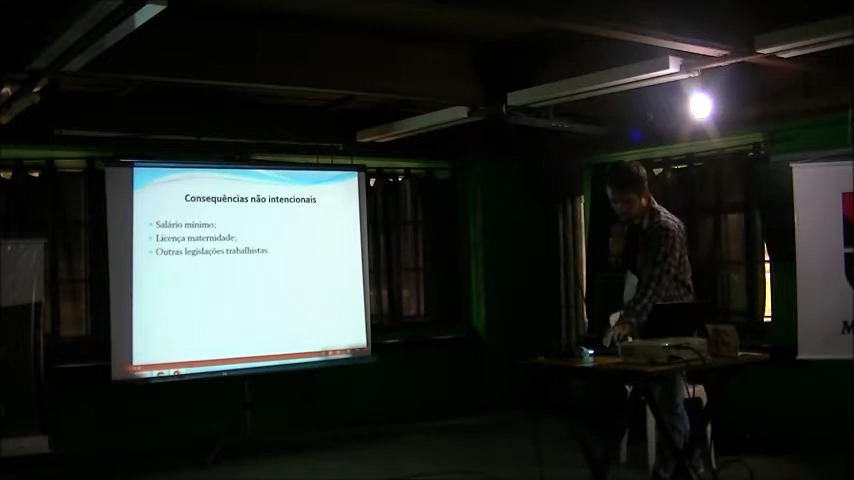 Consequências não intencionais
Salário mínimo;
Licença maternidade;
Outras legislações trabalhistas.
M